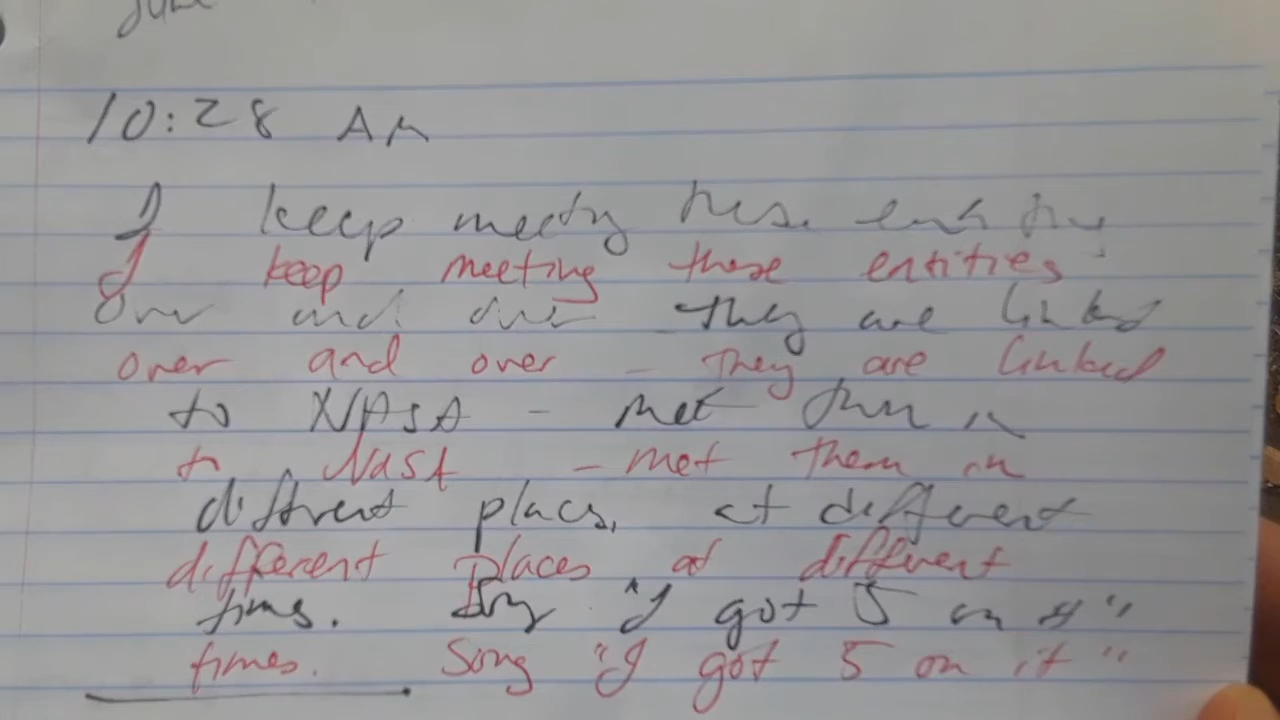 June
10:28 AM
I keep meeting these entities
I keep meeting these entities
over and over they are linked
over and over - they are linked
to NASA - met them in
to NASA - met them in
different places, at different
different places at different
times. Song "I got 5 on it"
times. Song "I got 5 on it"